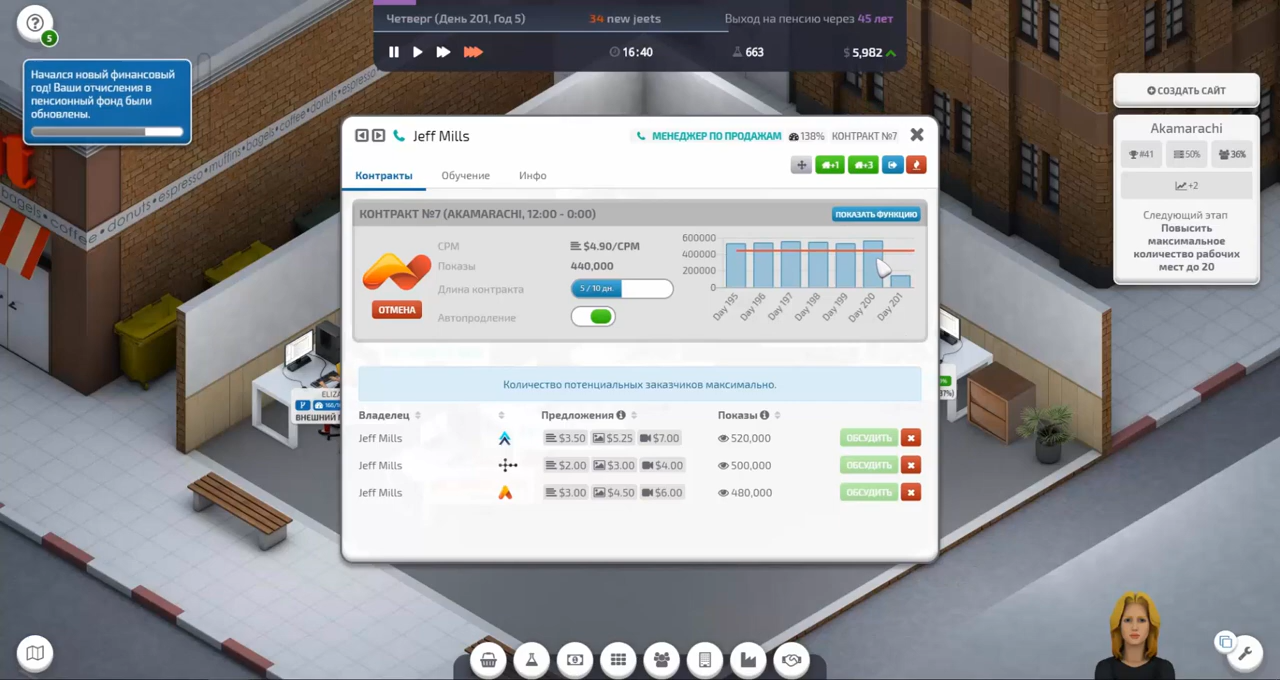 Четверг (День 201, Год 5)
34 new jeets
Выход на пенсию через 45 лет
16:40
663
$ 5,982
5
Начался новый финансовый
год! Ваши отчисления в
пенсионный фонд были
обновлены.
bagels-coffee-donuts-espresso-muffins-bagels-coffee-donuts-espresso
СОЗДАТЬ САЙТ
Akamarachi
#41
50%
36%
+2
Следующий этап
Повысить
максимальное
количество рабочих
мест до 20
Jeff Mills
МЕНЕДЖЕР ПО ПРОДАЖАМ
138%
КОНТРАКТ №7
+1
+3
Контракты
Обучение
Инфо
КОНТРАКТ №7 (AKAMARACHI, 12:00 - 0:00)
ПОКАЗАТЬ ФУНКЦИЮ
CPM
$4.90/CPM
Показы
440,000
Длина контракта
5 / 10 дн.
Автопродление
ОТМЕНА
600000
400000
200000
0
Day 195
Day 196
Day 197
Day 198
Day 199
Day 200
Day 201
Количество потенциальных заказчиков максимально.
Владелец
Предложения
Показы
Jeff Mills $3.50 $5.25 $7.00 520,000 ОБСУДИТЬ
Jeff Mills $2.00 $3.00 $4.00 500,000 ОБСУДИТЬ
Jeff Mills $3.00 $4.50 $6.00 480,000 ОБСУДИТЬ
ELIZ
ВНЕШНИЙ